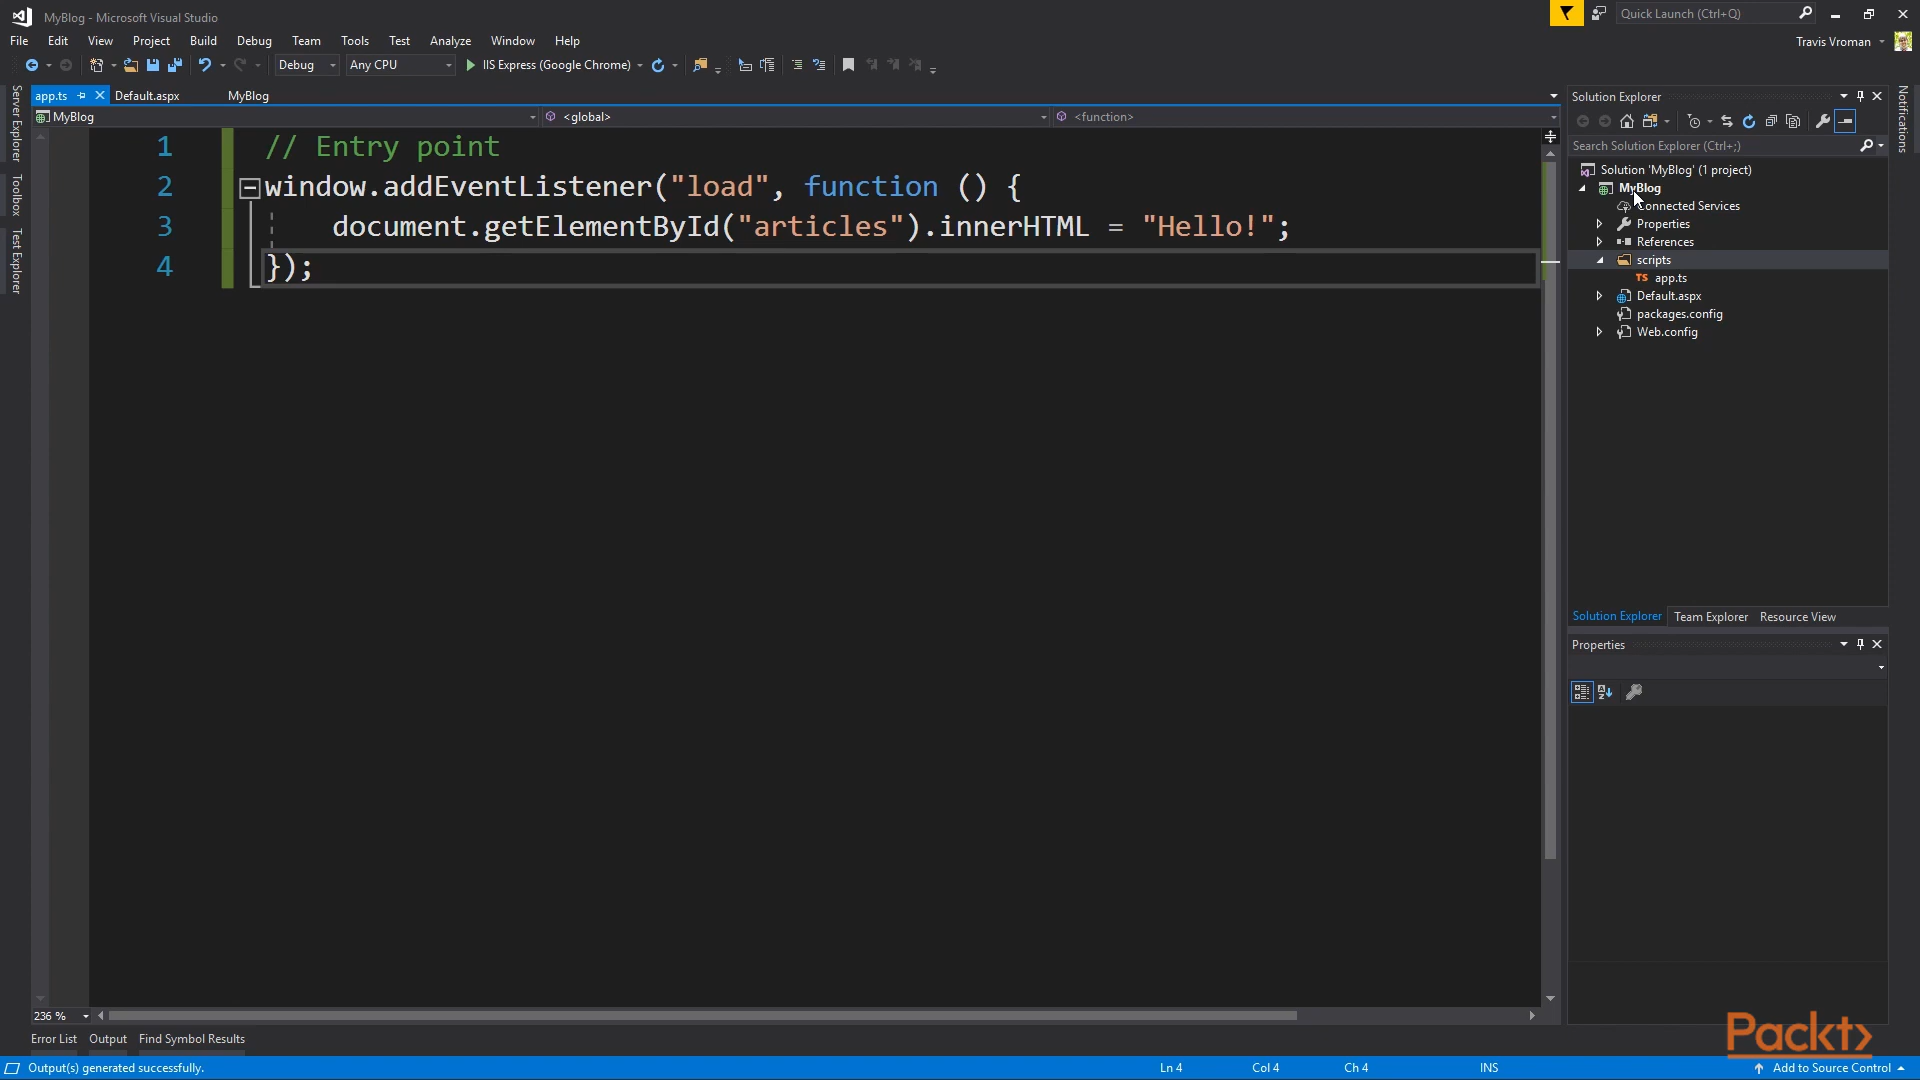 MyBlog - Microsoft Visual Studio
Quick Launch (Ctrl+Q)
File Edit View Project Build Debug Team Tools Test Analyze Window Help
Travis Vroman
Debug Any CPU IIS Express (Google Chrome)
Server Explorer
Toolbox
Test Explorer
app.ts Default.aspx MyBlog
MyBlog <global> <function>
1 // Entry point
2 window.addEventListener("load", function () {
3 document.getElementById("articles").innerHTML = "Hello!";
4 });
236 %
Error List Output Find Symbol Results
Solution Explorer
Search Solution Explorer (Ctrl+;)
Solution 'MyBlog' (1 project)
MyBlog
Connected Services
Properties
References
scripts
TS app.ts
Default.aspx
packages.config
Web.config
Solution Explorer Team Explorer Resource View
Properties
Notifications
Packt
Output(s) generated successfully. Ln 4 Col 4 Ch 4 INS Add to Source Control